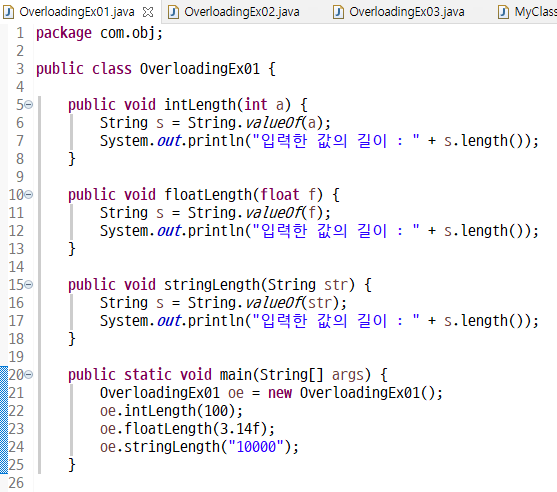 OverloadingEx01.java OverloadingEx02.java OverloadingEx03.java MyClass
1 package com.obj;
2
3 public class OverloadingEx01 {
4
5 public void intLength(int a) {
6 String s = String.valueOf(a);
7 System.out.println("입력한 값의 길이 : " + s.length());
8 }
9
10 public void floatLength(float f) {
11 String s = String.valueOf(f);
12 System.out.println("입력한 값의 길이 : " + s.length());
13 }
14
15 public void stringLength(String str) {
16 String s = String.valueOf(str);
17 System.out.println("입력한 값의 길이 : " + s.length());
18 }
19
20 public static void main(String[] args) {
21 OverloadingEx01 oe = new OverloadingEx01();
22 oe.intLength(100);
23 oe.floatLength(3.14f);
24 oe.stringLength("10000");
25 }
26